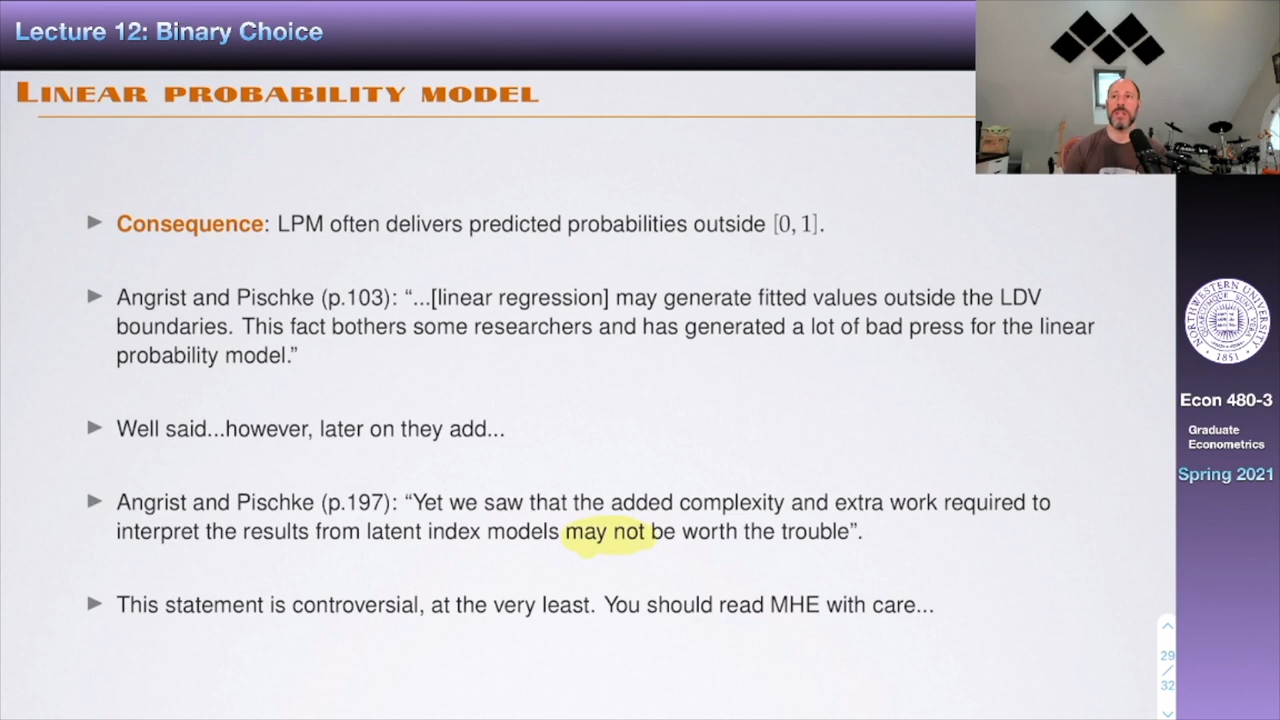 Lecture 12: Binary Choice
LINEAR PROBABILITY MODEL
Consequence: LPM often delivers predicted probabilities outside [0, 1].
Angrist and Pischke (p.103): “...[linear regression] may generate fitted values outside the LDV
boundaries. This fact bothers some researchers and has generated a lot of bad press for the linear
probability model.”
Well said...however, later on they add...
Angrist and Pischke (p.197): “Yet we saw that the added complexity and extra work required to
interpret the results from latent index models may not be worth the trouble”.
This statement is controversial, at the very least. You should read MHE with care...
NORTHWESTERN UNIVERSITY
1851
Econ 480-3
Graduate
Econometrics
Spring 2021
29
/
32